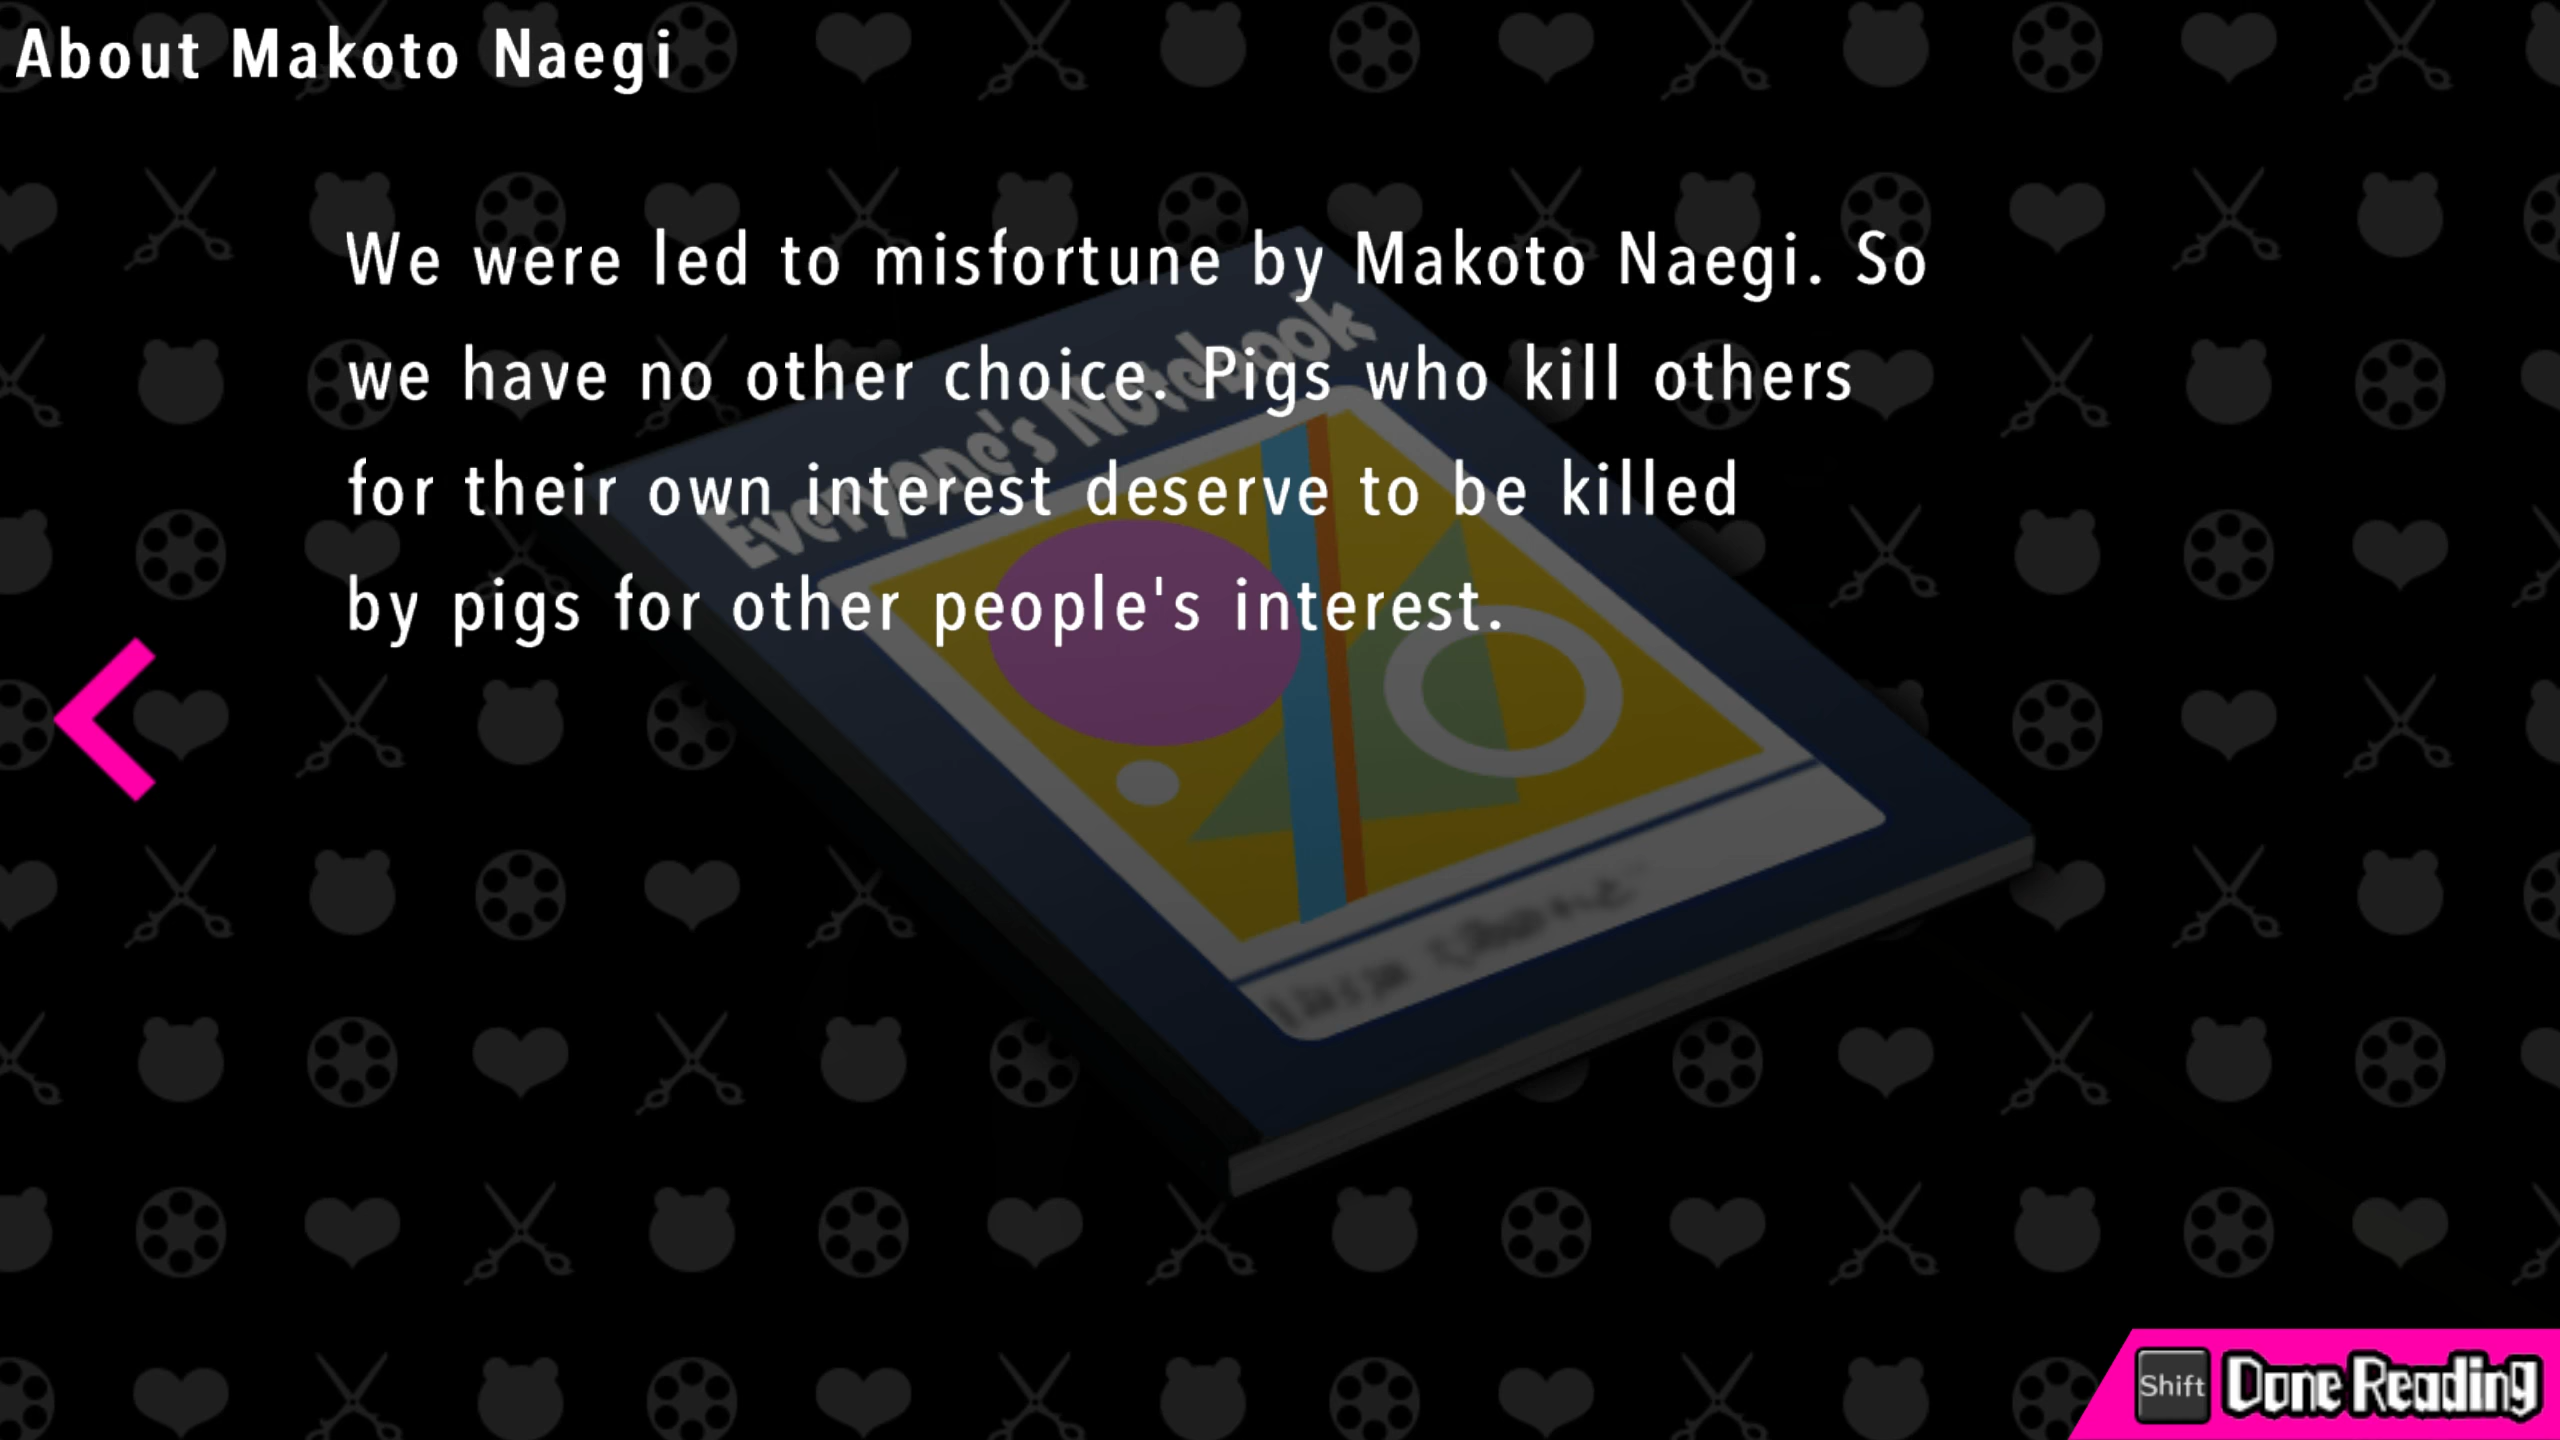 About Makoto Naegi
We were led to misfortune by Makoto Naegi. So
we have no other choice. Pigs who kill others
for their own interest deserve to be killed
by pigs for other people's interest.
Everyone's Notebook
Shift Done Reading